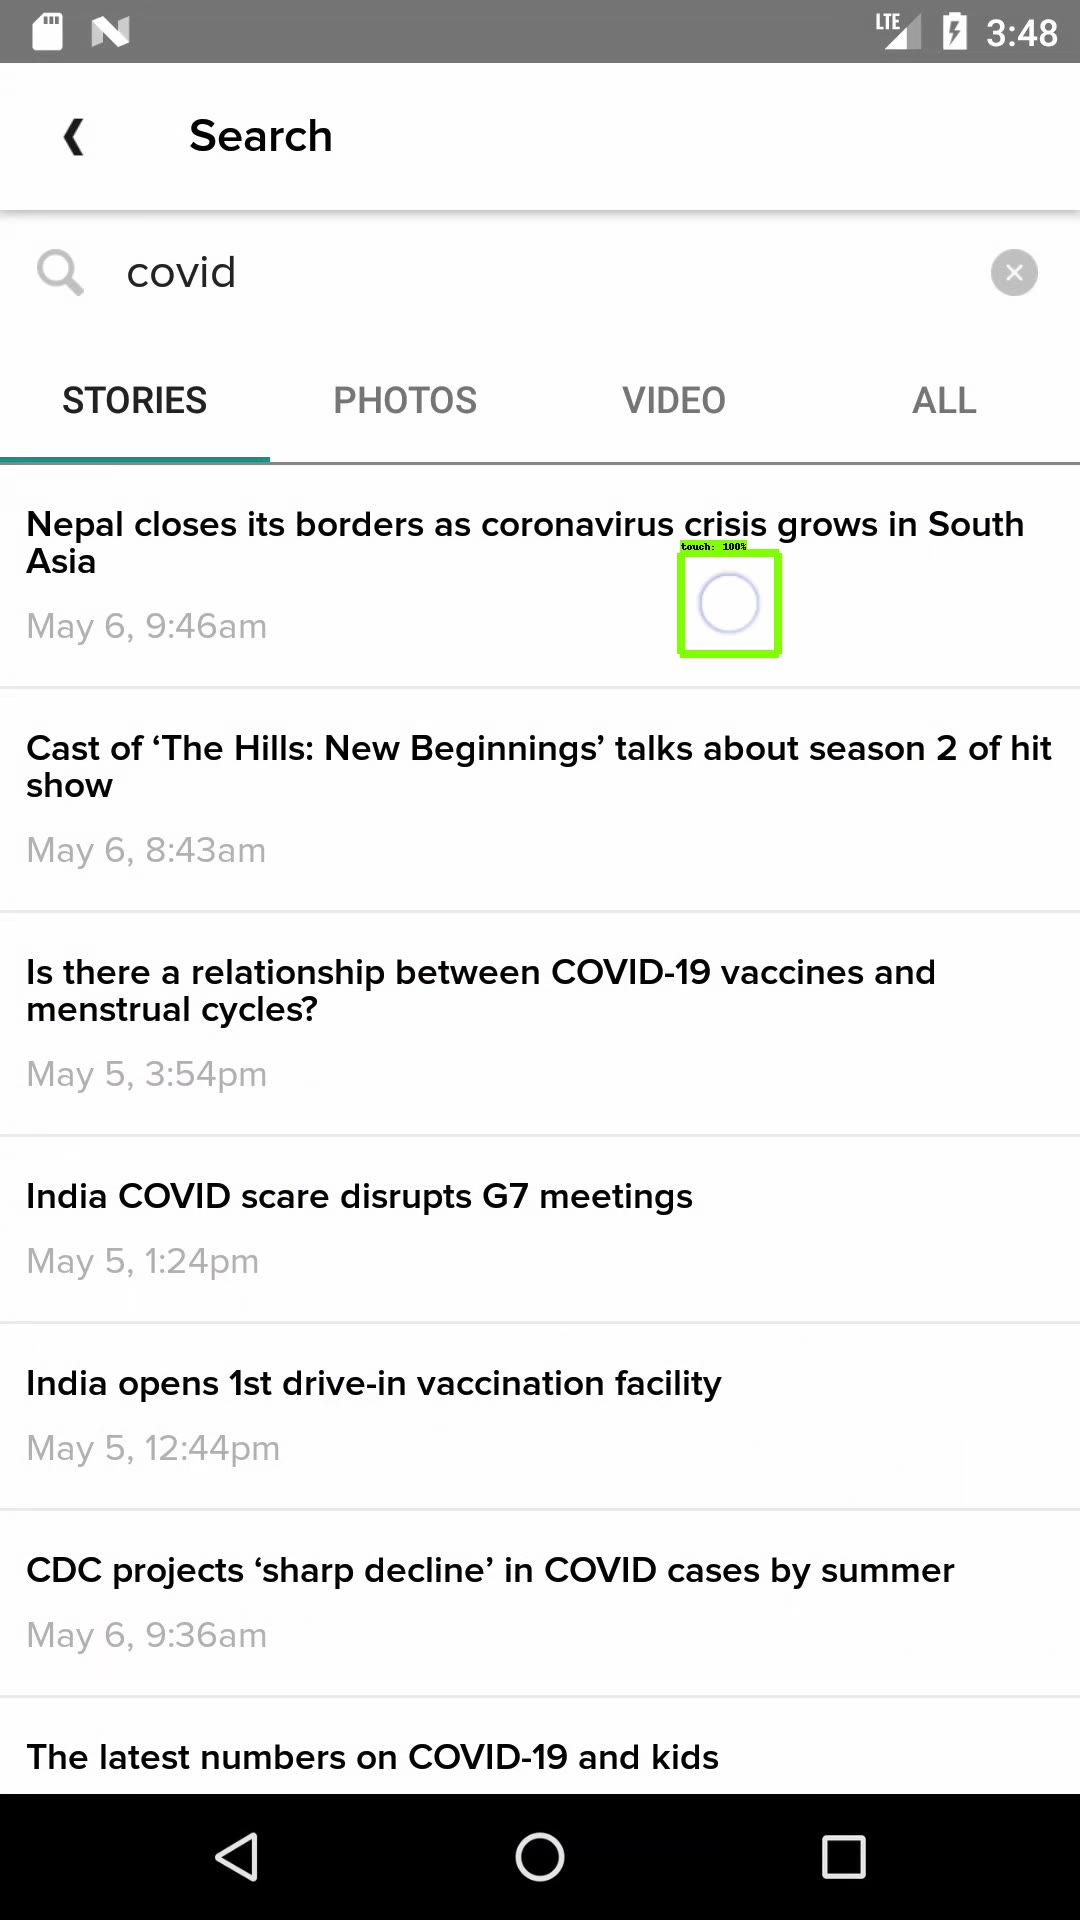 LTE 3:48
Search
covid
STORIES PHOTOS VIDEO ALL
Nepal closes its borders as coronavirus crisis grows in South
Asia
touch: 100%
May 6, 9:46am
Cast of ‘The Hills: New Beginnings’ talks about season 2 of hit
show
May 6, 8:43am
Is there a relationship between COVID-19 vaccines and
menstrual cycles?
May 5, 3:54pm
India COVID scare disrupts G7 meetings
May 5, 1:24pm
India opens 1st drive-in vaccination facility
May 5, 12:44pm
CDC projects ‘sharp decline’ in COVID cases by summer
May 6, 9:36am
The latest numbers on COVID-19 and kids